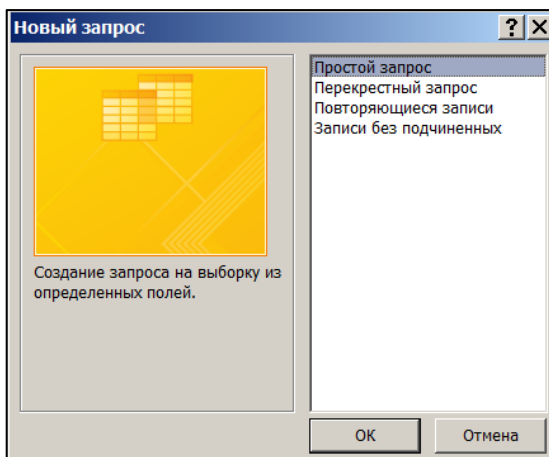 Новый запрос
Простой запрос
Перекрестный запрос
Повторяющиеся записи
Записи без подчиненных
Создание запроса на выборку из
определенных полей.
ОК
Отмена